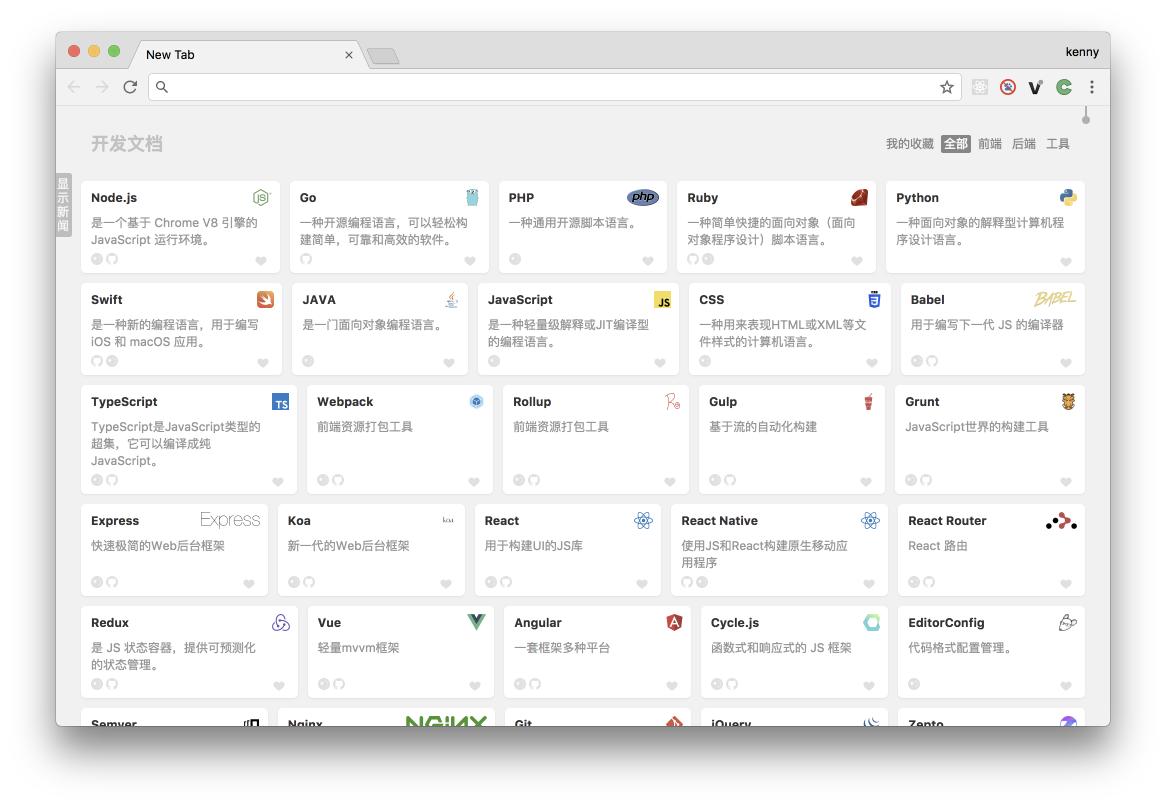 New Tab
kenny
开发文档
我的收藏 全部 前端 后端 工具
显示新闻
Node.js
是一个基于 Chrome V8 引擎的
JavaScript 运行环境。
Go
一种开源编程语言，可以轻松构
建简单，可靠和高效的软件。
PHP
php
一种通用开源脚本语言。
Ruby
一种简单快捷的面向对象（面向
对象程序设计）脚本语言。
Python
一种面向对象的解释型计算机程
序设计语言。
Swift
是一种新的编程语言，用于编写
iOS 和 macOS 应用。
JAVA
是一门面向对象编程语言。
JavaScript
JS
是一种轻量级解释或JIT编译型
的编程语言。
CSS
一种用来表现HTML或XML等文
件样式的计算机语言。
Babel
BABEL
用于编写下一代 JS 的编译器
TypeScript
TS
TypeScript是JavaScript类型的
超集，它可以编译成纯
JavaScript。
Webpack
前端资源打包工具
Rollup
前端资源打包工具
Gulp
基于流的自动化构建
Grunt
JavaScript世界的构建工具
Express
Express
快速极简的Web后台框架
Koa
koa
新一代的Web后台框架
React
用于构建UI的JS库
React Native
使用JS和React构建原生移动应
用程序
React Router
React 路由
Redux
是 JS 状态容器，提供可预测化
的状态管理。
Vue
轻量mvvm框架
Angular
一套框架多种平台
Cycle.js
函数式和响应式的 JS 框架
EditorConfig
代码格式配置管理。
Semver
Nginx
NGINX
Git
jQuery
Zepto